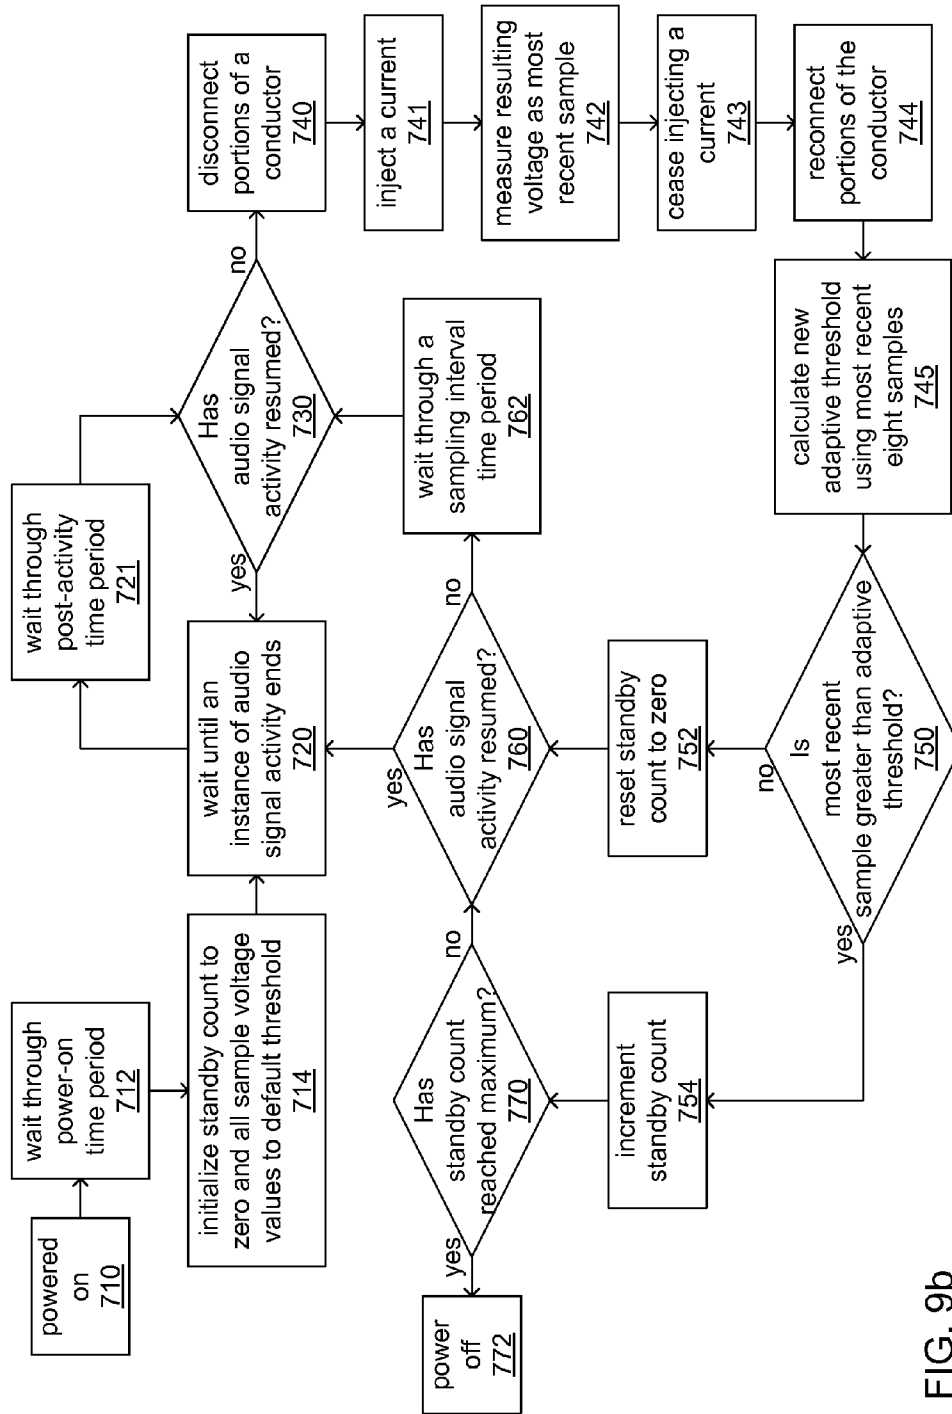 powered
on
710
wait through
power-on
time period
712
initialize standby count to
zero and all sample voltage
values to default threshold
714
wait until an
instance of audio
signal activity ends
720
wait through
post-activity
time period
721
Has
audio signal
activity resumed?
730
yes
no
disconnect
portions of a
conductor
740
inject a current
741
measure resulting
voltage as most
recent sample
742
cease injecting a
current
743
reconnect
portions of the
conductor
744
calculate new
adaptive threshold
using most recent
eight samples
745
Is
most recent
sample greater than adaptive
threshold?
750
yes
no
reset standby
count to zero
752
increment
standby count
754
Has
audio signal
activity resumed?
760
yes
no
wait through a
sampling interval
time period
762
Has
standby count
reached maximum?
770
yes
no
power
off
772
FIG. 9b